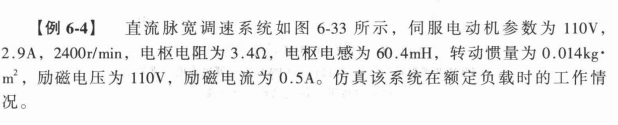 【例 6-4】 直流脉宽调速系统如图 6-33 所示，伺服电动机参数为 110V，
2.9A，2400r/min，电枢电阻为 3.4Ω，电枢电感为 60.4mH，转动惯量为 0.014kg·
m²，励磁电压为 110V，励磁电流为 0.5A。仿真该系统在额定负载时的工作情
况。